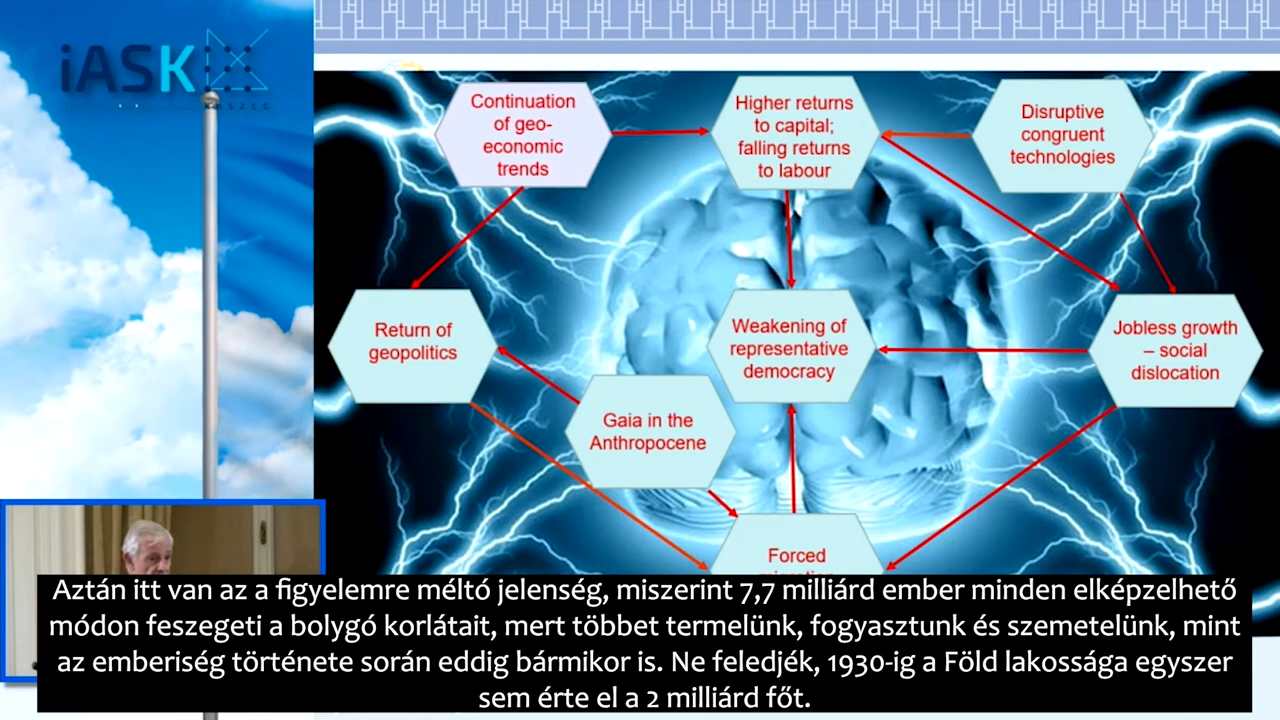 iASK
KŐSZEG
Continuation
of geo-
economic
trends
Higher returns
to capital;
falling returns
to labour
Disruptive
congruent
technologies
Return of
geopolitics
Weakening of
representative
democracy
Jobless growth
– social
dislocation
Gaia in the
Anthropocene
Forced
Aztán itt van az a figyelemre méltó jelenség, miszerint 7,7 milliárd ember minden elképzelhető
módon feszegeti a bolygó korlátait, mert többet termelünk, fogyasztunk és szemetelünk, mint
az emberiség története során eddig bármikor is. Ne feledjék, 1930-ig a Föld lakossága egyszer
sem érte el a 2 milliárd főt.